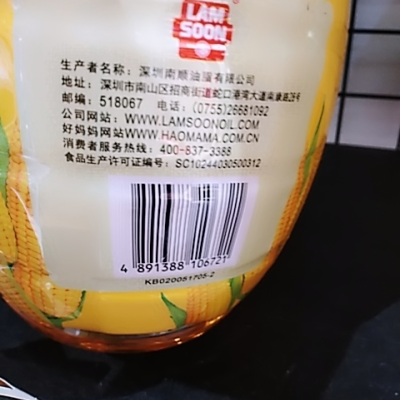 LAM
SOON
生产者名称：深圳南顺油脂有限公司
地址：深圳市南山区招商街道蛇口港湾大道南康路25号
邮编：518067 电话：(0755)26681092
公司网站：WWW.LAMSOONOIL.COM
好妈妈网站WWW.HAOMAMA.COM.CN
消费者服务热线：400-837-3388
食品生产许可证编号：SC10244030500312
4 891388 106721
KB020051705-2